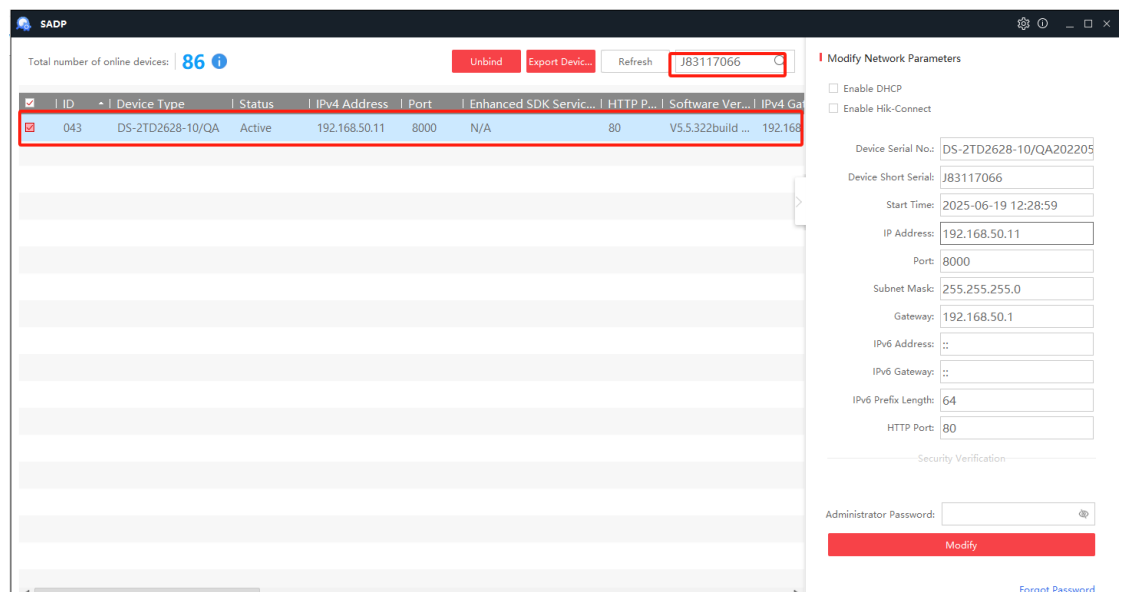 SADP
Total number of online devices: 86
Unbind
Export Devic...
Refresh
J83117066
ID Device Type Status IPv4 Address Port Enhanced SDK Servic... HTTP P... Software Ver... IPv4 Gat
043 DS-2TD2628-10/QA Active 192.168.50.11 8000 N/A 80 V5.5.322build ... 192.168
Modify Network Parameters
Enable DHCP
Enable Hik-Connect
Device Serial No.: DS-2TD2628-10/QA202205
Device Short Serial: J83117066
Start Time: 2025-06-19 12:28:59
IP Address: 192.168.50.11
Port: 8000
Subnet Mask: 255.255.255.0
Gateway: 192.168.50.1
IPv6 Address: ::
IPv6 Gateway: ::
IPv6 Prefix Length: 64
HTTP Port: 80
Security Verification
Administrator Password:
Modify
Forgot Password